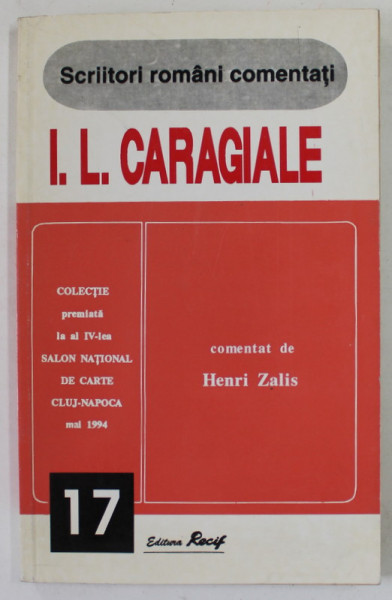 Scriitori români comentați
I. L. CARAGIALE
COLECȚIE
premiată
la al IV-lea
SALON NAȚIONAL
DE CARTE
CLUJ-NAPOCA
mai 1994
comentat de
Henri Zalis
17
Editura Recif